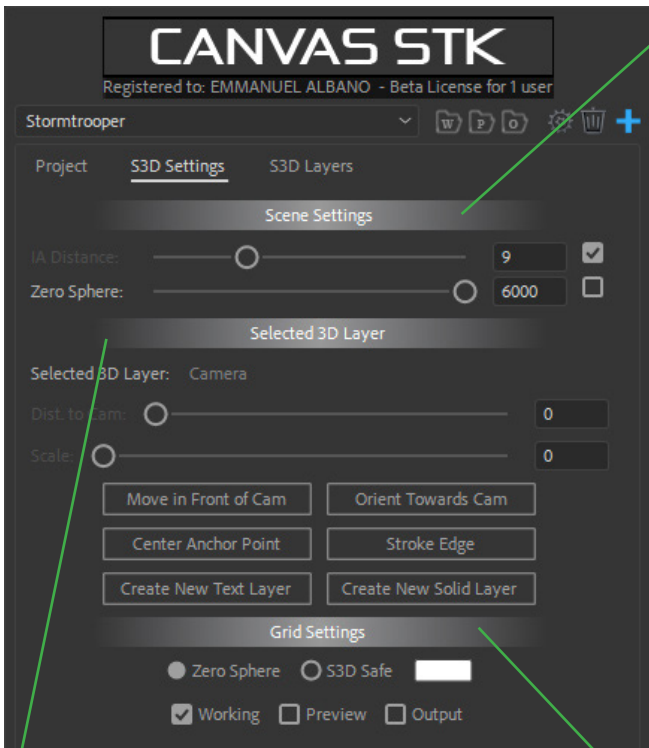 CANVAS STK
Registered to: EMMANUEL ALBANO - Beta License for 1 user
Stormtrooper W P O
Project S3D Settings S3D Layers
Scene Settings
IA Distance: 9
Zero Sphere: 6000
Selected 3D Layer
Selected 3D Layer: Camera
Dist. to Cam: 0
Scale: 0
Move in Front of Cam Orient Towards Cam
Center Anchor Point Stroke Edge
Create New Text Layer Create New Solid Layer
Grid Settings
Zero Sphere S3D Safe
Working Preview Output